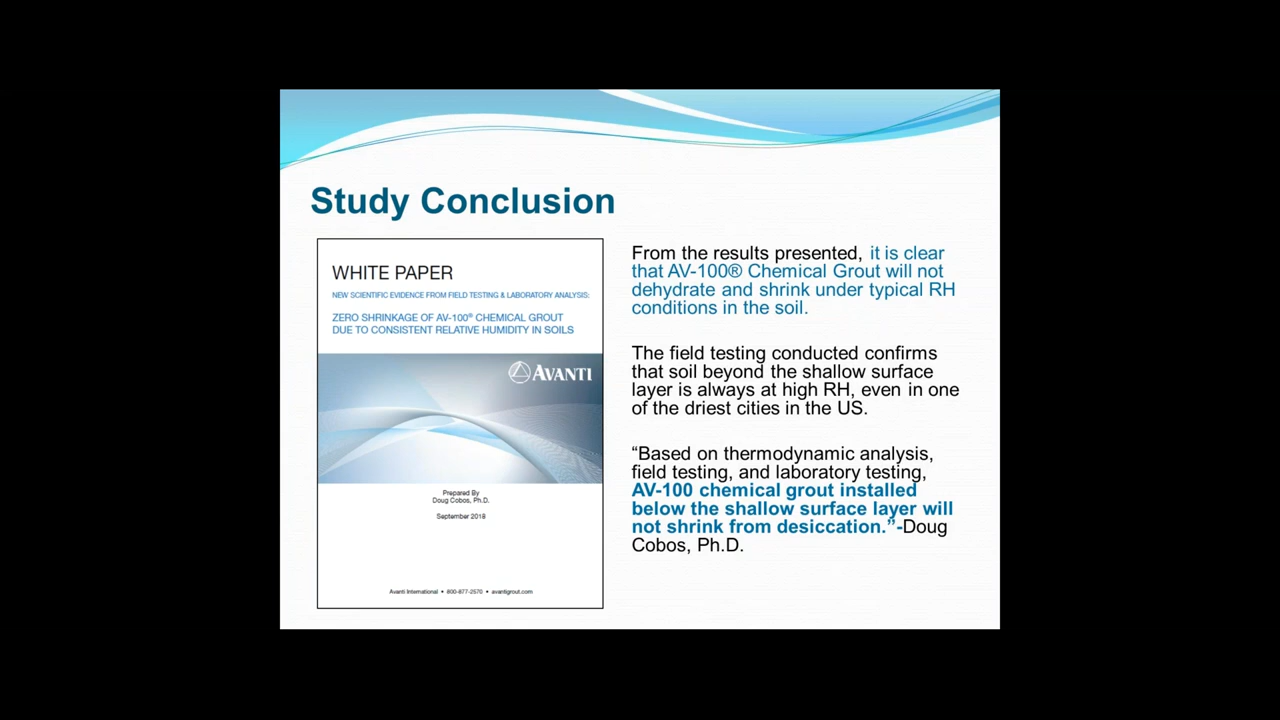 Study Conclusion
WHITE PAPER
NEW SCIENTIFIC EVIDENCE FROM FIELD TESTING & LABORATORY ANALYSIS:
ZERO SHRINKAGE OF AV-100® CHEMICAL GROUT
DUE TO CONSISTENT RELATIVE HUMIDITY IN SOILS
AVANTI
Prepared By
Doug Cobos, Ph.D.
September 2018
Avanti International • 800-877-2570 • avantigrout.com
From the results presented, it is clear
that AV-100® Chemical Grout will not
dehydrate and shrink under typical RH
conditions in the soil.
The field testing conducted confirms
that soil beyond the shallow surface
layer is always at high RH, even in one
of the driest cities in the US.
“Based on thermodynamic analysis,
field testing, and laboratory testing,
AV-100 chemical grout installed
below the shallow surface layer will
not shrink from desiccation.”-Doug
Cobos, Ph.D.